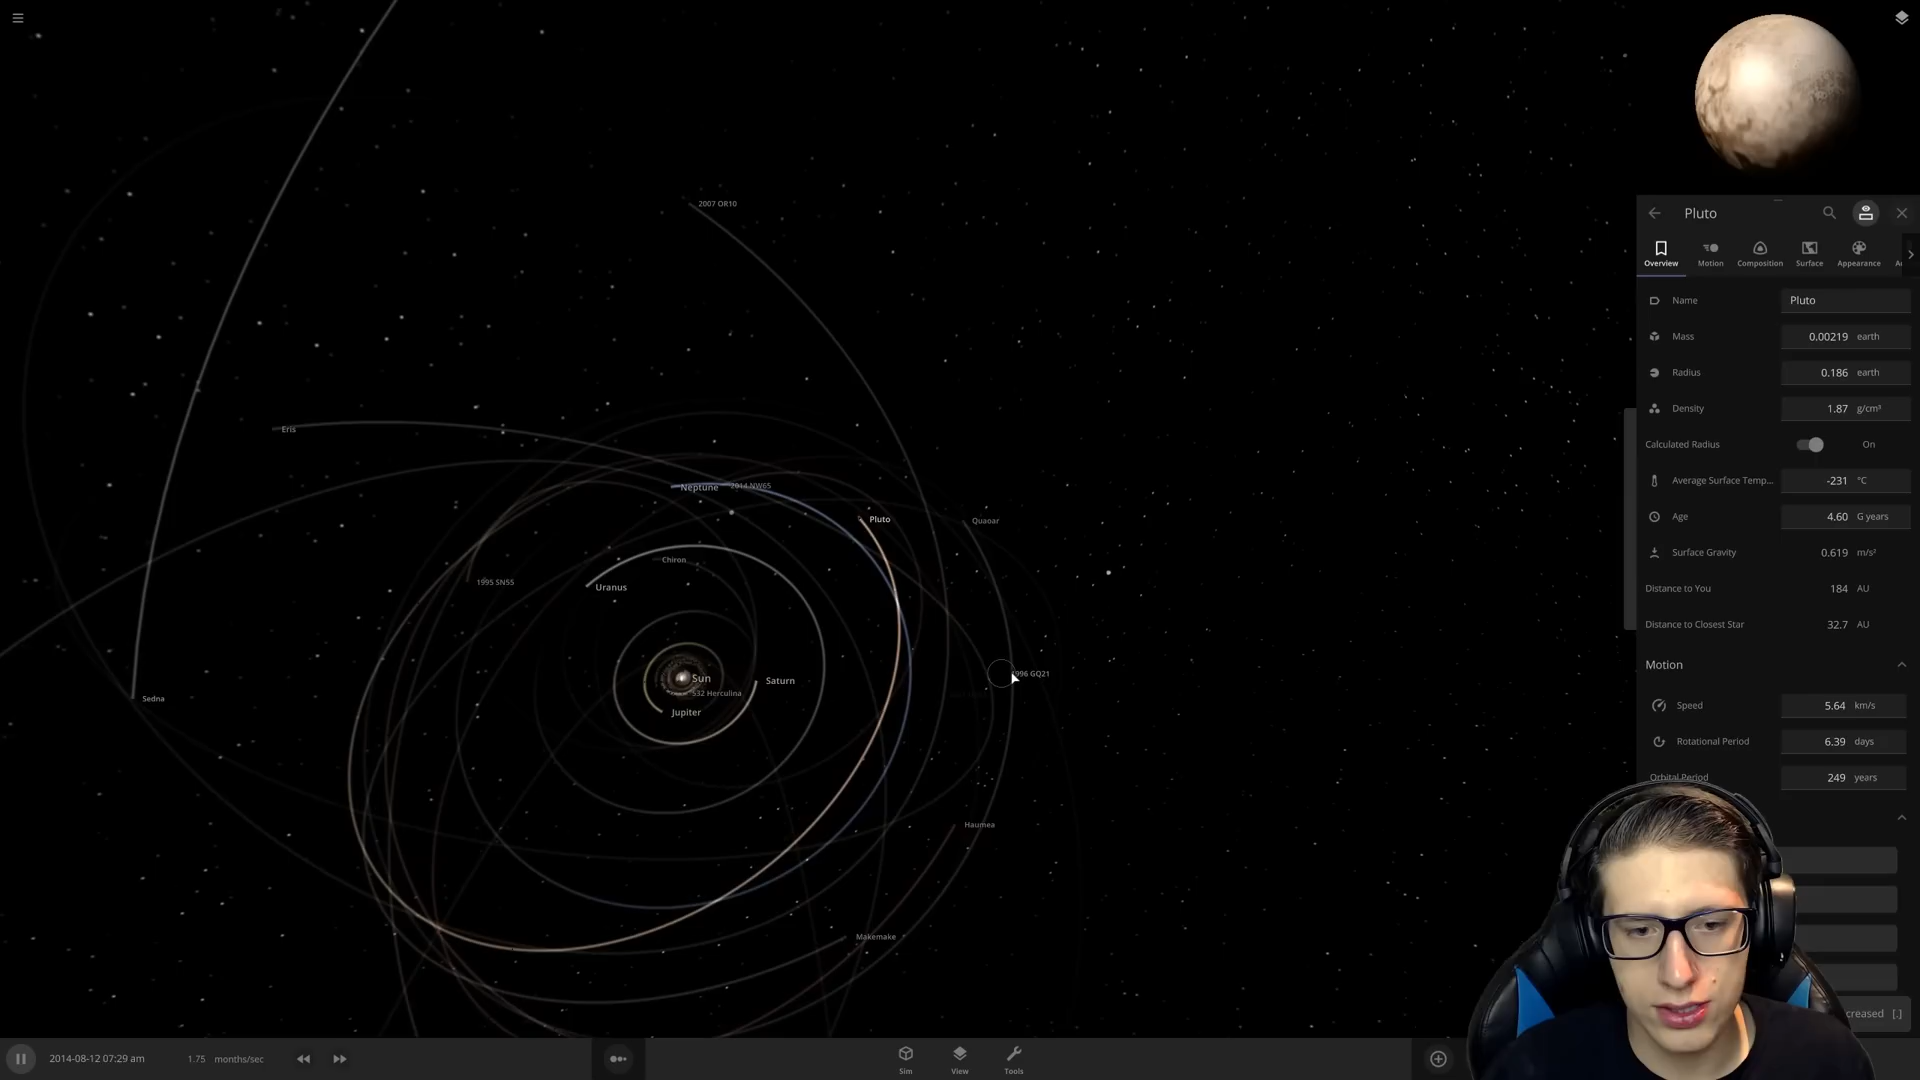 2007 OR10
Eris
Neptune
2014 NW65
Pluto
Quaoar
Chiron
1995 SN55
Uranus
Sun
Saturn
532 Herculina
Jupiter
1996 GQ21
Sedna
Haumea
Makemake
Pluto
Overview Motion Composition Surface Appearance
Name Pluto
Mass 0.00219 earth
Radius 0.186 earth
Density 1.87 g/cm³
Calculated Radius On
Average Surface Temp... -231 °C
Age 4.60 G years
Surface Gravity 0.619 m/s²
Distance to You 184 AU
Distance to Closest Star 32.7 AU
Motion
Speed 5.64 km/s
Rotational Period 6.39 days
Orbital Period 249 years
creased [.]
2014-08-12 07:29 am 1.75 months/sec
Sim View Tools